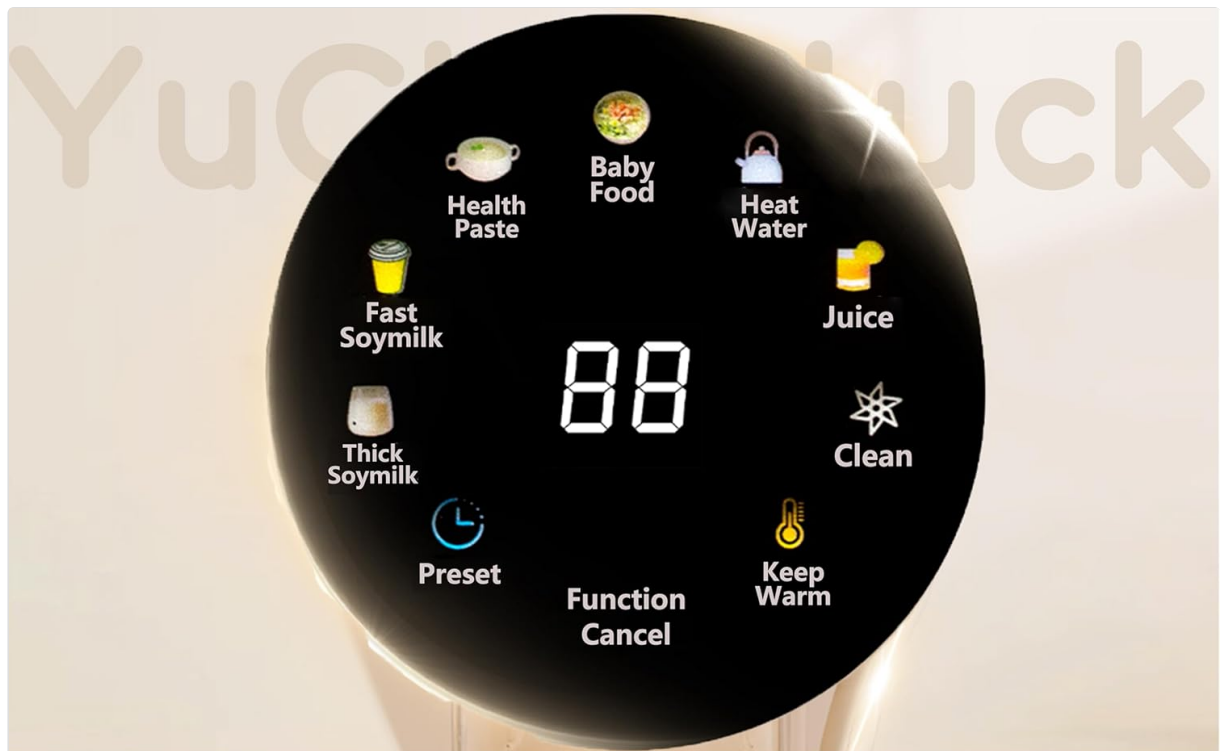 Baby
Food
Health
Paste
Heat
Water
Fast
Soymilk
Juice
88
Thick
Soymilk
Clean
Preset
Keep
Warm
Function
Cancel